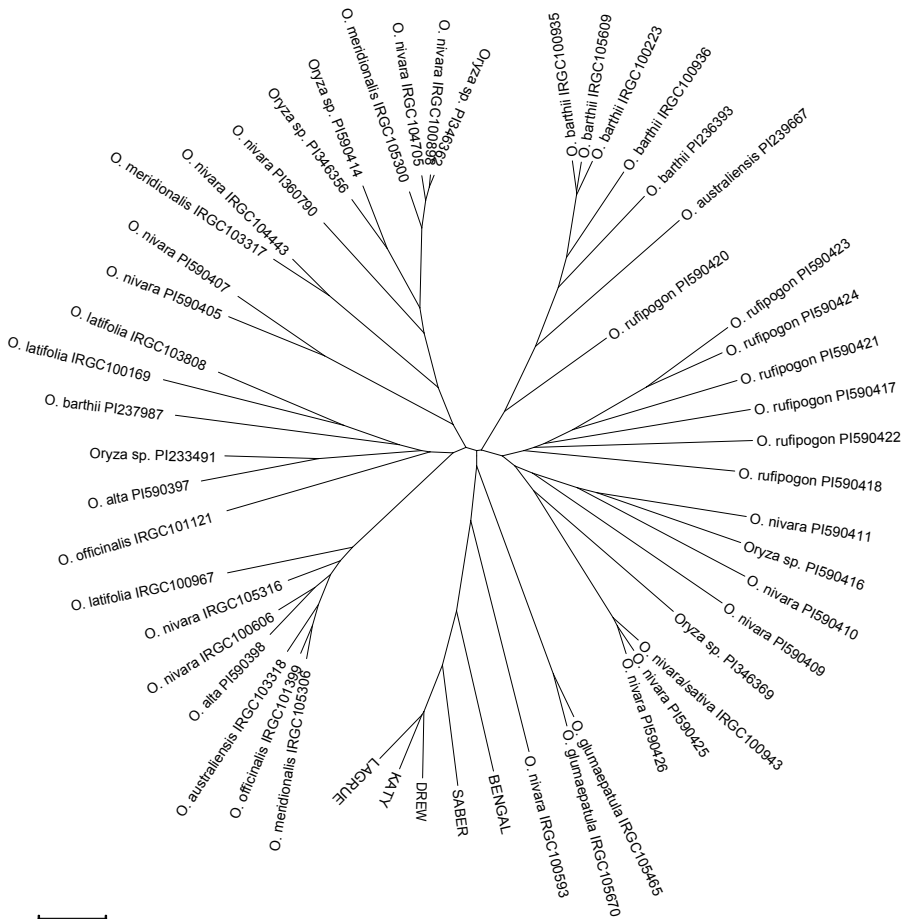 O. barthii IRGC100935
O. barthii IRGC105609
O. barthii IRGC100223
O. barthii IRGC100936
O. barthii PI236393
O. australiensis PI239667
O. rufipogon PI590420
O. rufipogon PI590423
O. rufipogon PI590424
O. rufipogon PI590421
O. rufipogon PI590417
O. rufipogon PI590422
O. rufipogon PI590418
O. nivara PI590411
Oryza sp. PI590416
O. nivara PI590410
O. nivara PI590409
Oryza sp. PI346369
O. nivara/sativa IRGC100943
O. nivara PI590425
O. nivara PI590426
O. glumaepatula IRGC105465
O. glumaepatula IRGC105670
O. nivara IRGC100593
BENGAL
SABER
DREW
KATY
LAGRUE
O. meridionalis IRGC105306
O. officinalis IRGC101399
O. australiensis IRGC103318
O. alta PI590398
O. nivara IRGC100606
O. nivara IRGC105316
O. latifolia IRGC100967
O. officinalis IRGC101121
O. alta PI590397
Oryza sp. PI233491
O. barthii PI237987
O. latifolia IRGC100169
O. latifolia IRGC103808
O. nivara PI590405
O. nivara PI590407
O. meridionalis IRGC103317
O. nivara IRGC104443
O. nivara PI360790
Oryza sp. PI346356
Oryza sp. PI590414
O. meridionalis IRGC105300
O. nivara IRGC104705
O. nivara
Oryza sp. PI346362